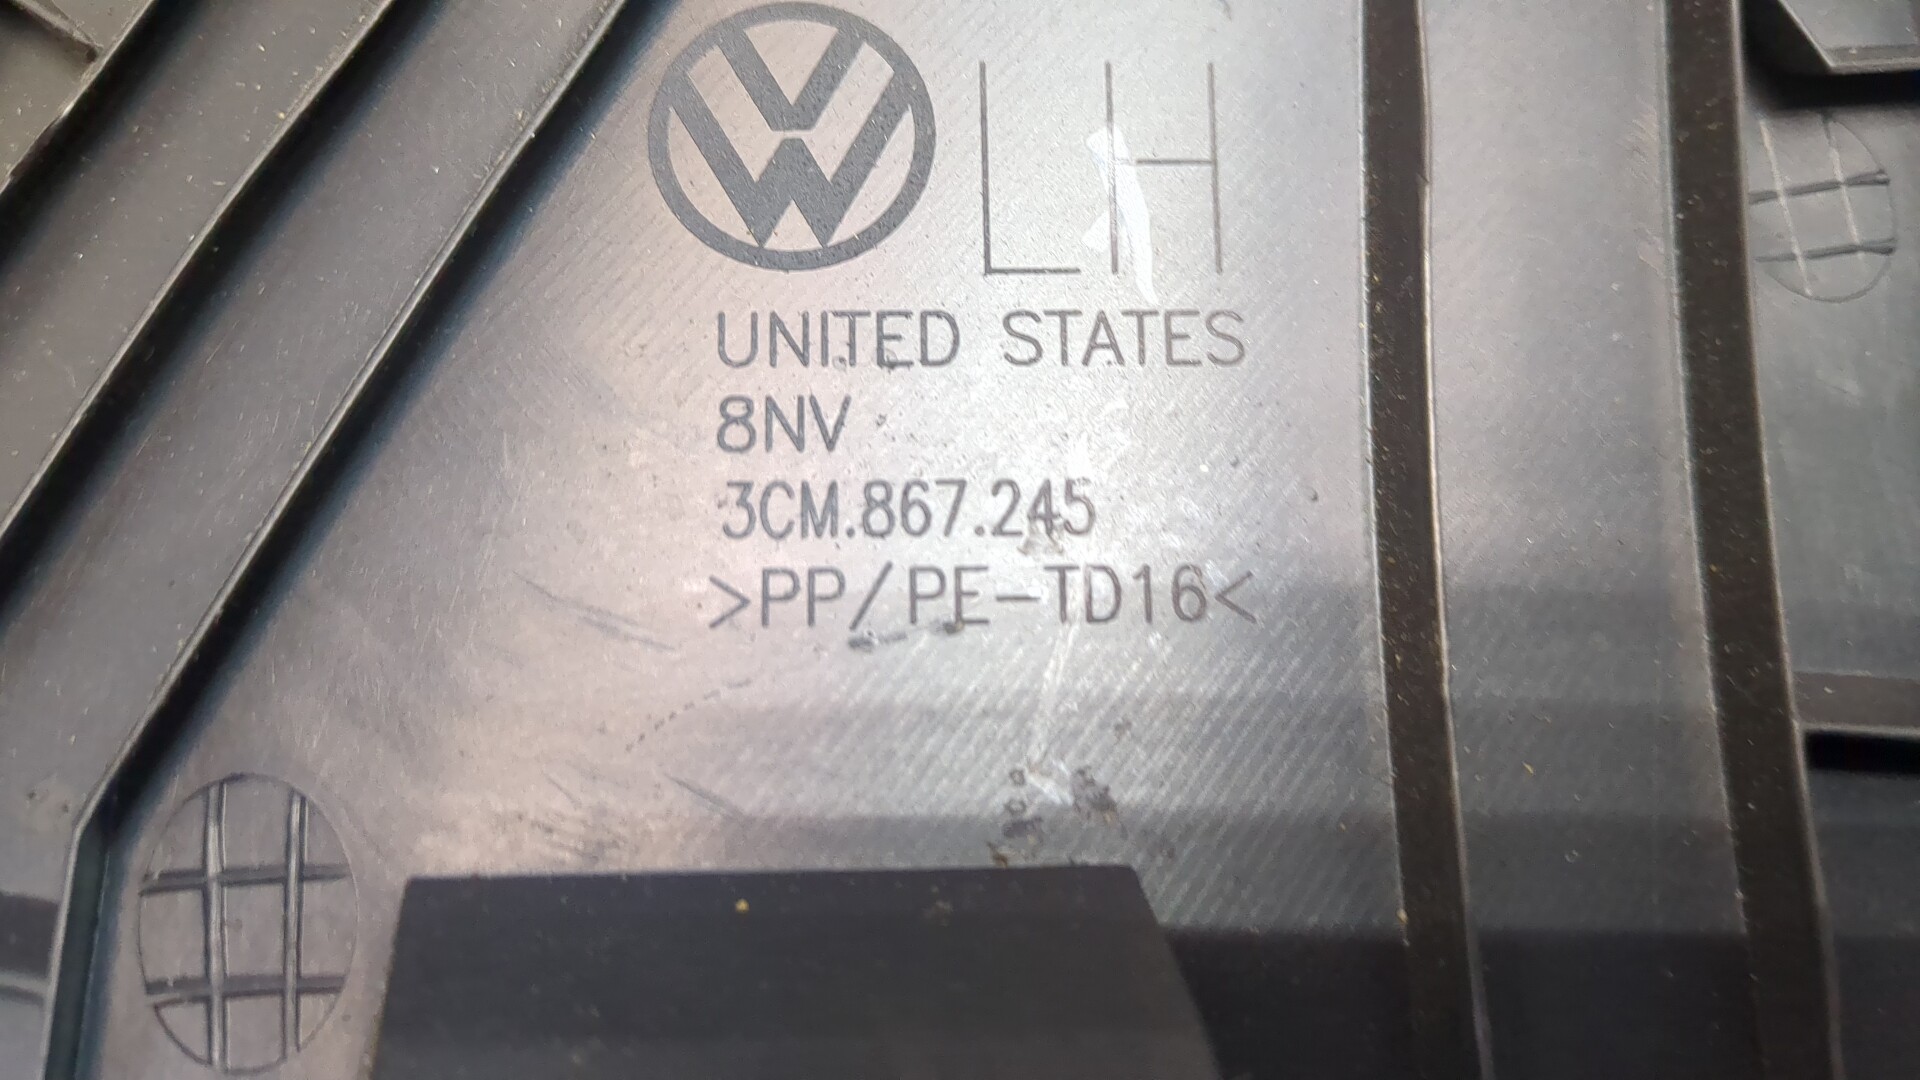 LH
UNITED STATES
8NV
3CM.867.245
>PP/PE-TD16<